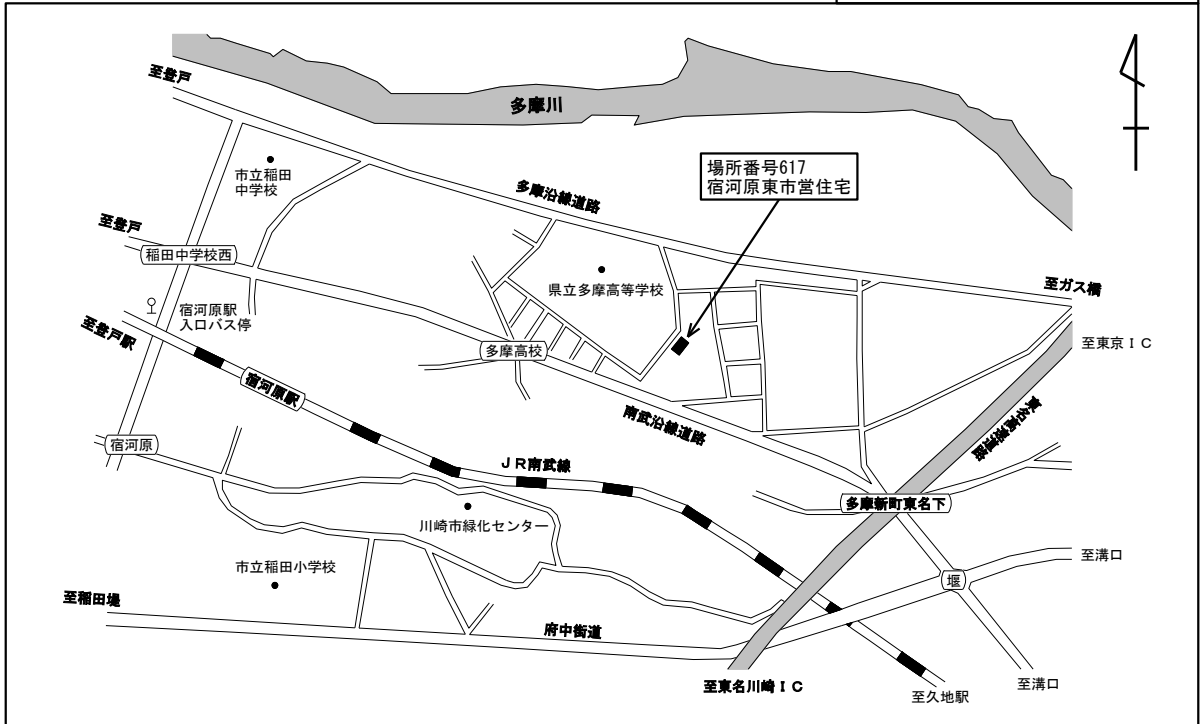 至登戸
多摩川
場所番号617
宿河原東市営住宅
市立稲田
中学校
多摩沿線道路
至登戸
稲田中学校西
県立多摩高等学校
至ガス橋
宿河原駅
入口バス停
至登戸駅
多摩高校
至東京IC
宿河原駅
南武沿線道路
東名高速道路
宿河原
JR南武線
多摩新町東名下
川崎市緑化センター
市立稲田小学校
至溝口
堰
至稲田堤
府中街道
至東名川崎IC
至久地駅
至溝口